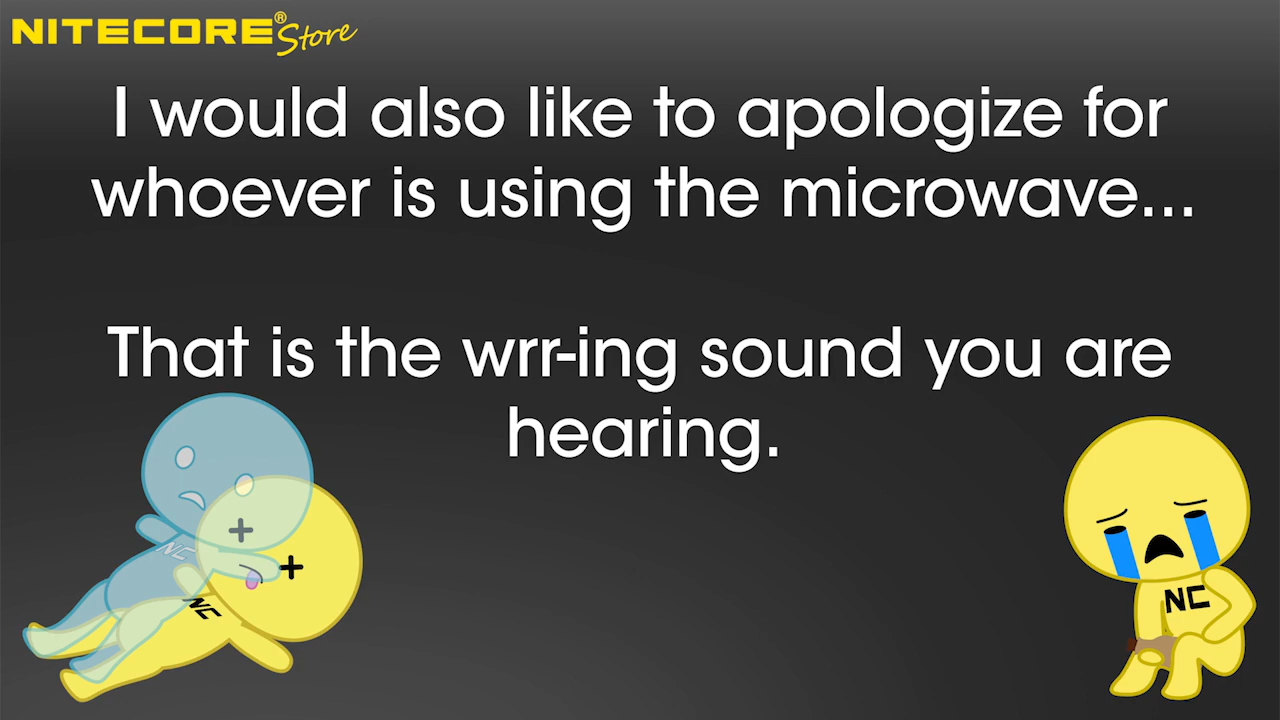 NITECORE® Store
I would also like to apologize for
whoever is using the microwave...
That is the wrr-ing sound you are
hearing.
NC
NC
NC